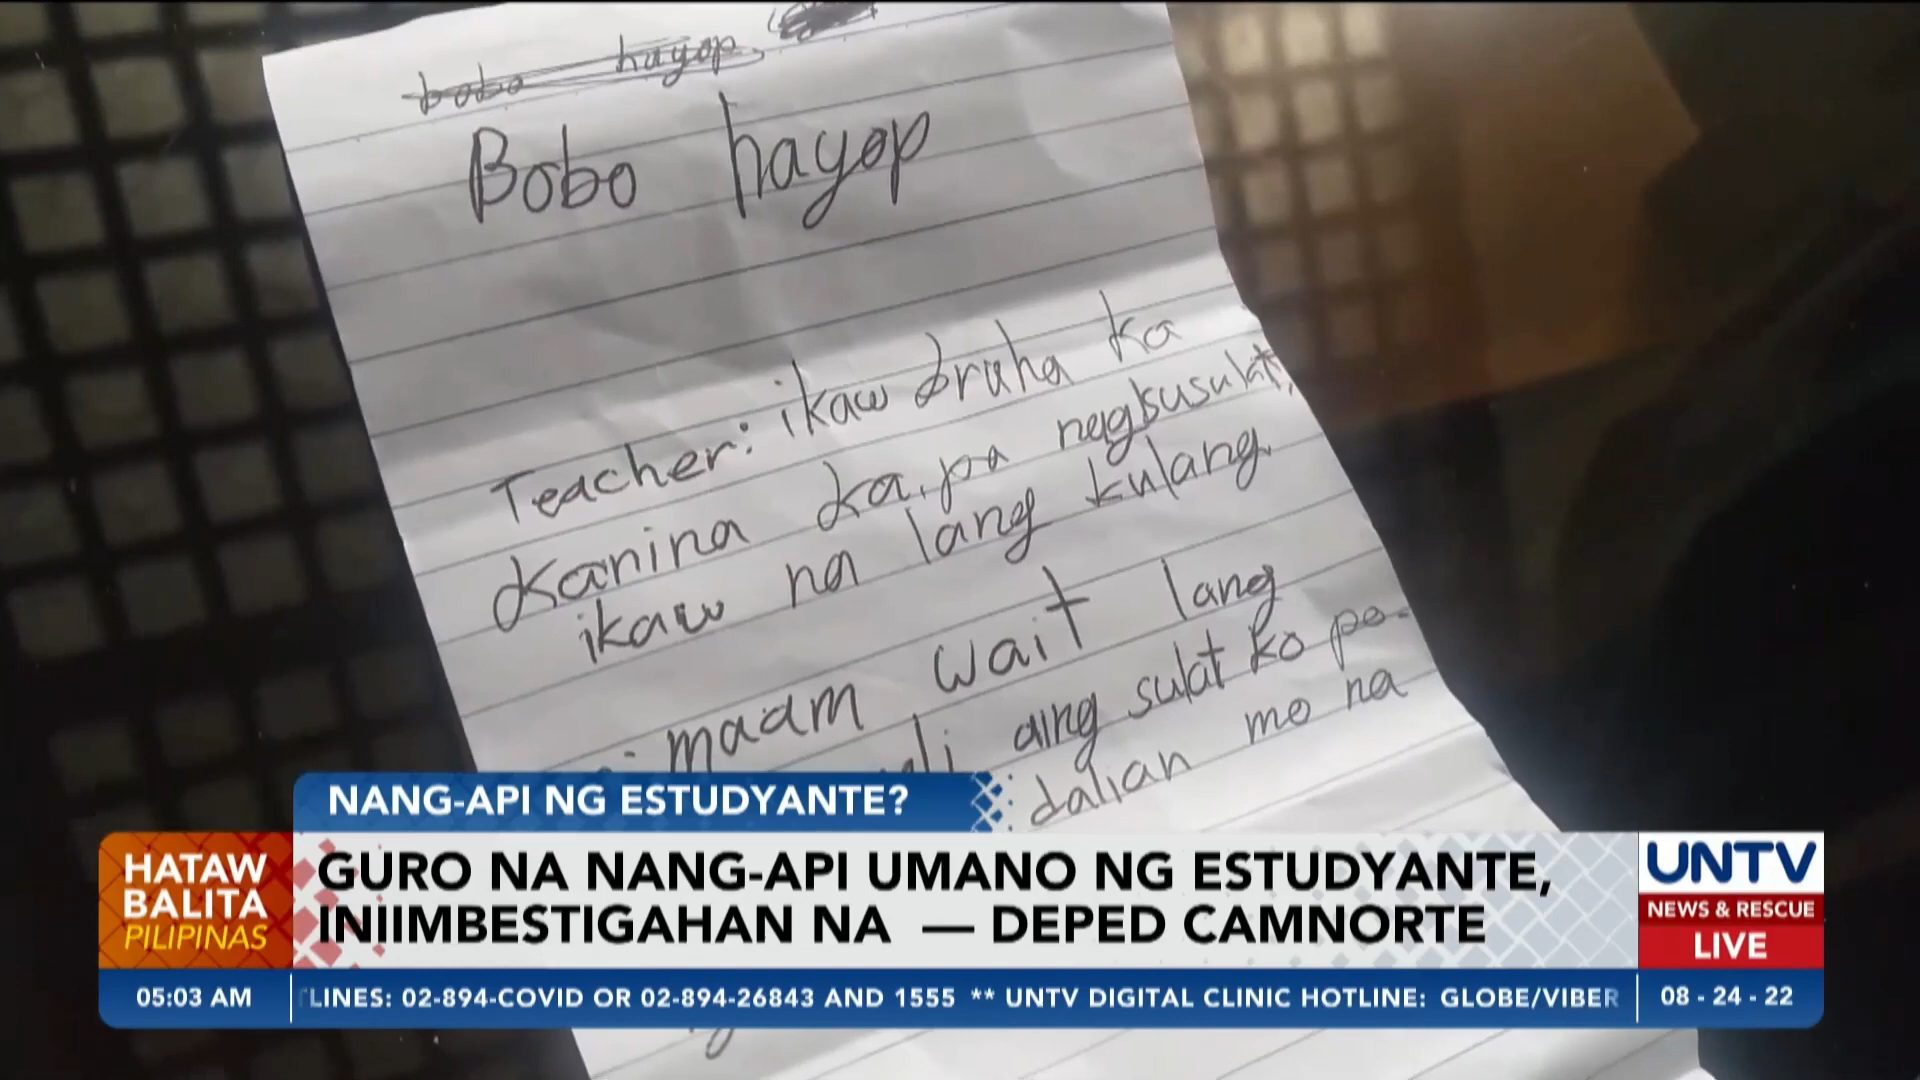 bobo hayop,
Bobo hayop
Teacher: ikaw bruha ka
Kanina ka pa nagsusulat,
ikaw na lang kulang.
maam wait lang
aing sulat ko po.
dalian mo na
NANG-API NG ESTUDYANTE?
HATAW
BALITA
PILIPINAS
GURO NA NANG-API UMANO NG ESTUDYANTE,
INIIMBESTIGAHAN NA — DEPED CAMNORTE
UNTV
NEWS & RESCUE
LIVE
05:03 AM
LINES: 02-894-COVID OR 02-894-26843 AND 1555 ** UNTV DIGITAL CLINIC HOTLINE: GLOBE/VIBER
08 - 24 - 22